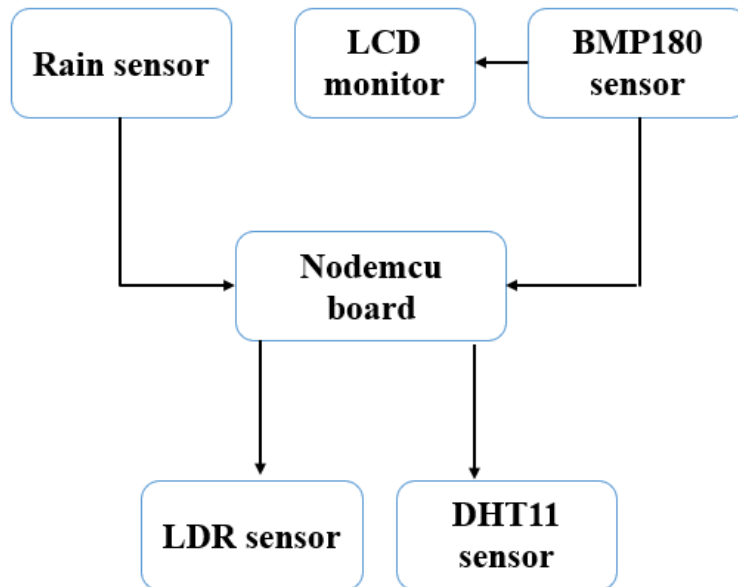 Rain sensor
LCD
monitor
BMP180
sensor
Nodemcu
board
LDR sensor
DHT11
sensor